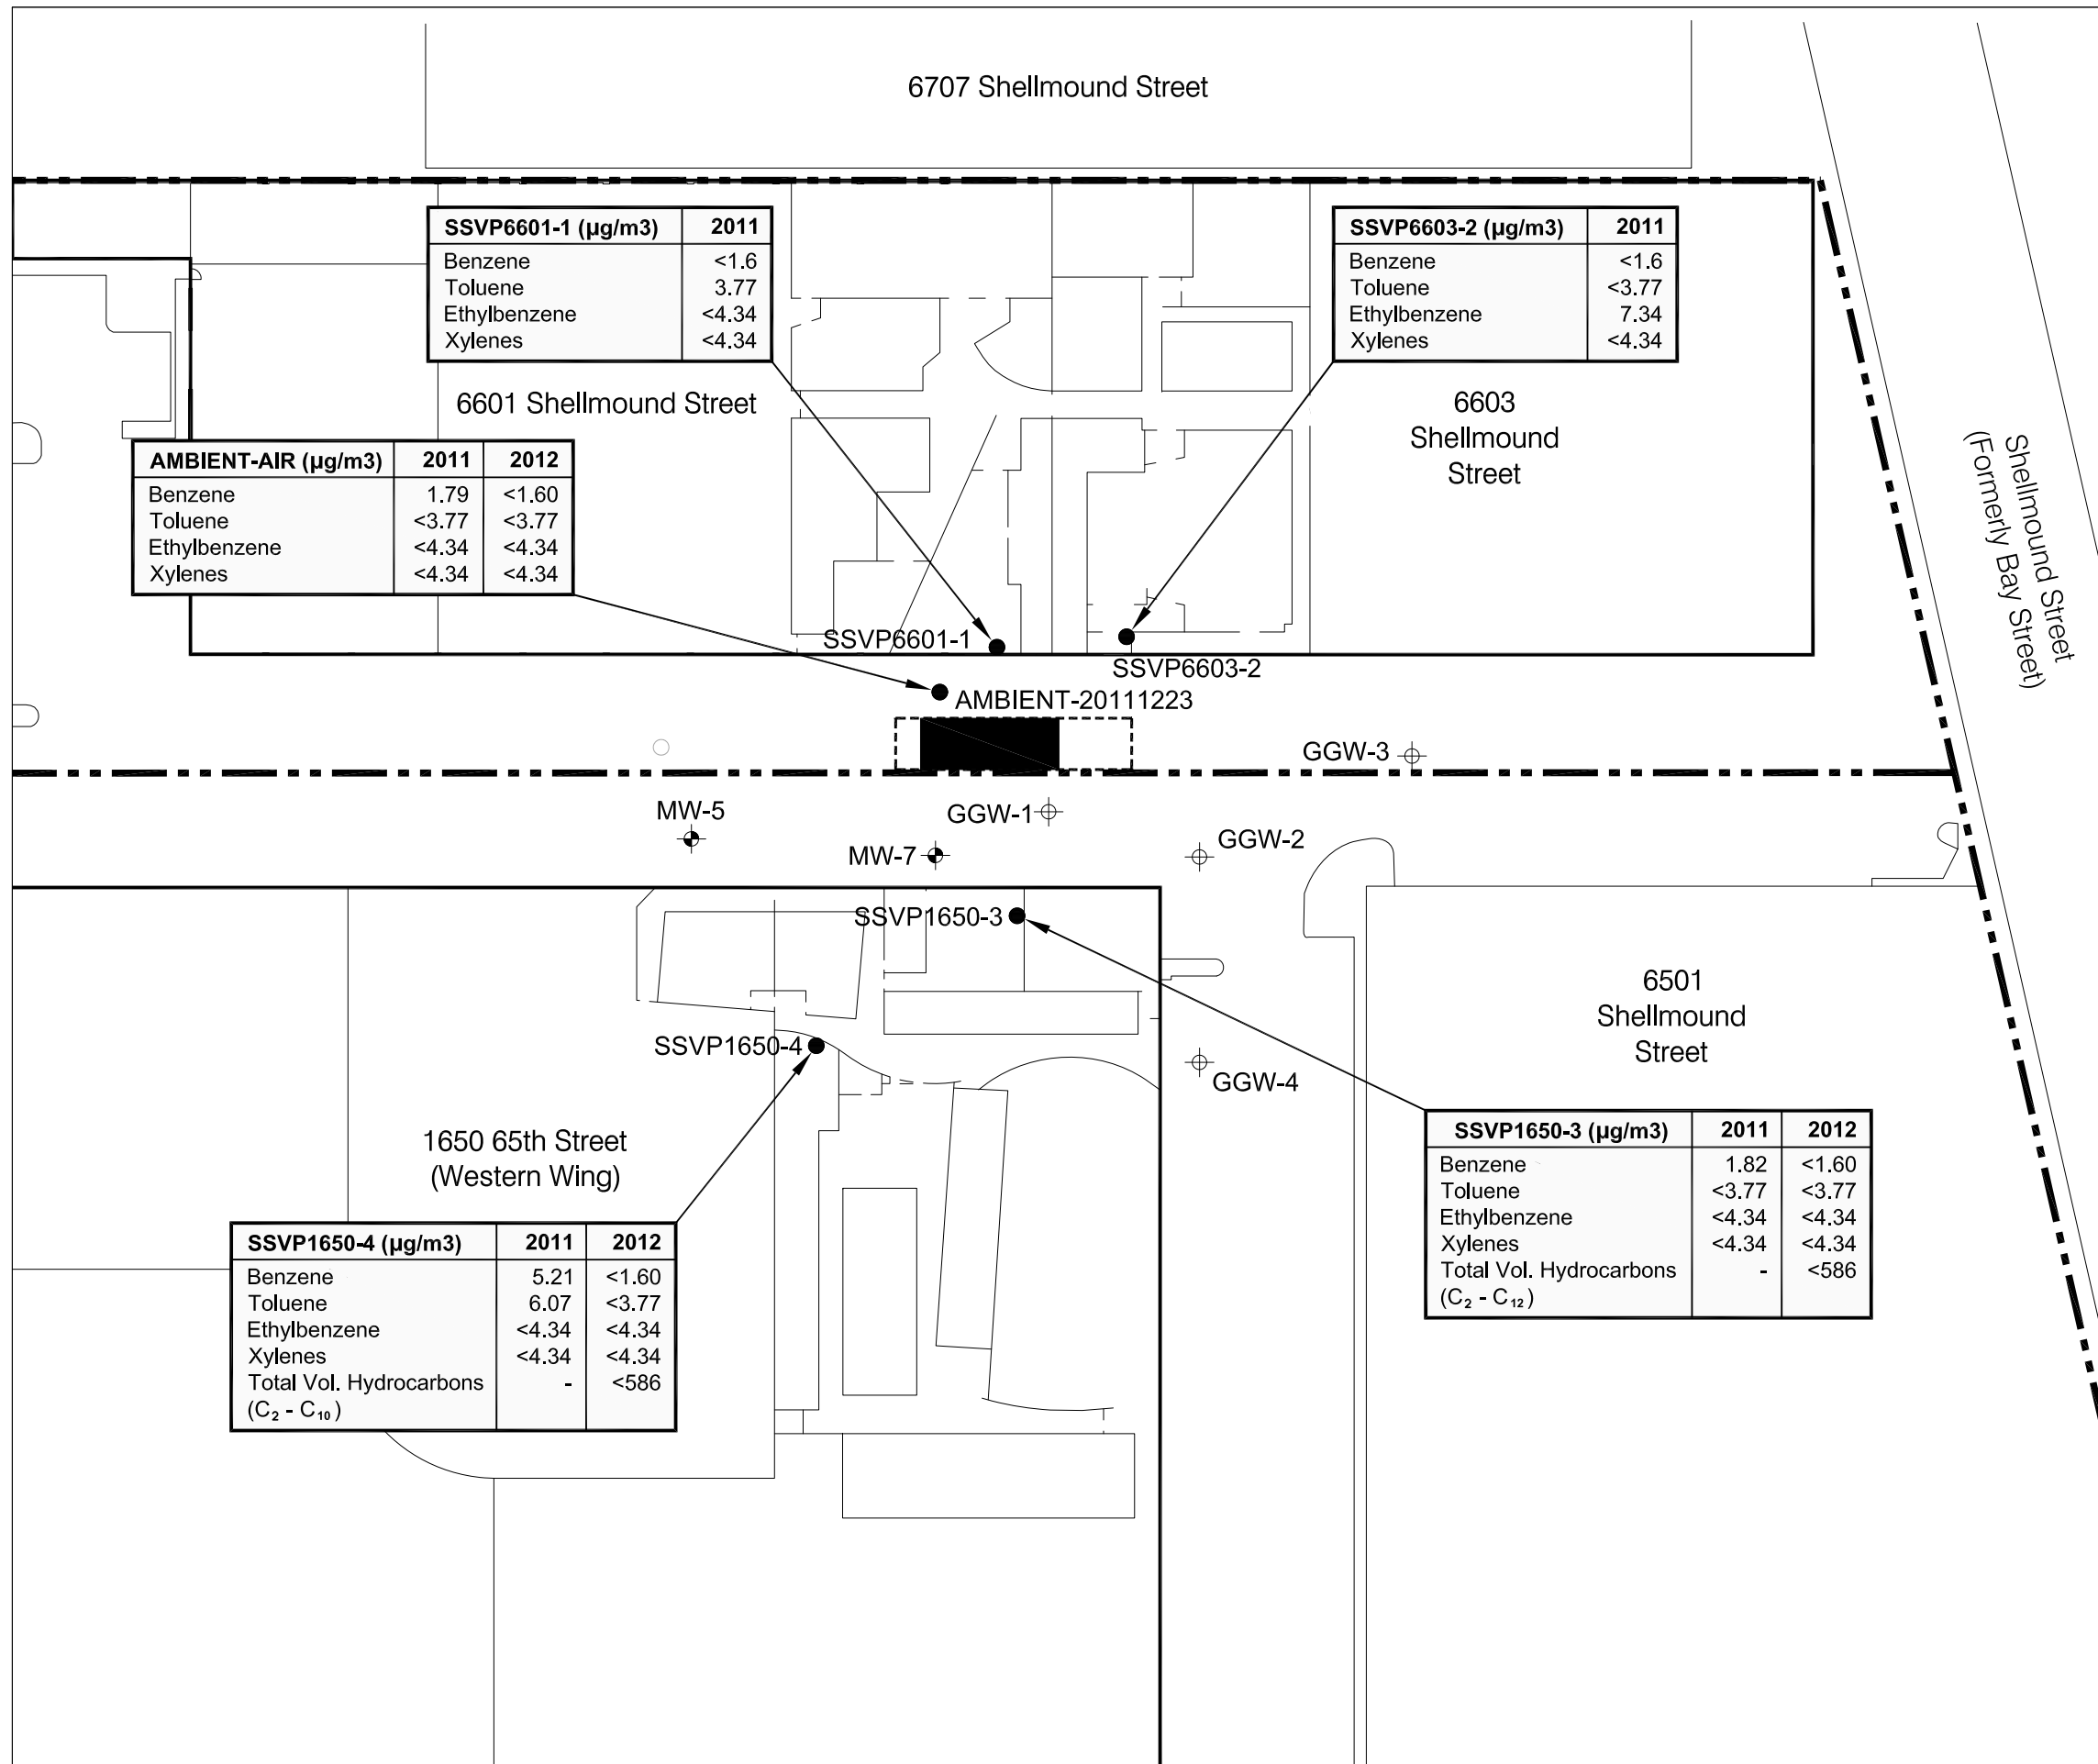 6707 Shellmound Street
SSVP6601-1 (µg/m3) 2011
Benzene <1.6
Toluene 3.77
Ethylbenzene <4.34
Xylenes <4.34
SSVP6603-2 (µg/m3) 2011
Benzene <1.6
Toluene <3.77
Ethylbenzene 7.34
Xylenes <4.34
6601 Shellmound Street
6603
Shellmound
Street
Shellmound Street
(Formerly Bay Street)
AMBIENT-AIR (µg/m3) 2011 2012
Benzene 1.79 <1.60
Toluene <3.77 <3.77
Ethylbenzene <4.34 <4.34
Xylenes <4.34 <4.34
SSVP6601-1
SSVP6603-2
AMBIENT-20111223
GGW-3
MW-5
GGW-1
GGW-2
MW-7
SSVP1650-3
6501
Shellmound
Street
SSVP1650-4
GGW-4
1650 65th Street
(Western Wing)
SSVP1650-3 (µg/m3) 2011 2012
Benzene 1.82 <1.60
Toluene <3.77 <3.77
Ethylbenzene <4.34 <4.34
Xylenes <4.34 <4.34
Total Vol. Hydrocarbons - <586
(C₂ - C₁₂)
SSVP1650-4 (µg/m3) 2011 2012
Benzene 5.21 <1.60
Toluene 6.07 <3.77
Ethylbenzene <4.34 <4.34
Xylenes <4.34 <4.34
Total Vol. Hydrocarbons - <586
(C₂ - C₁₀)